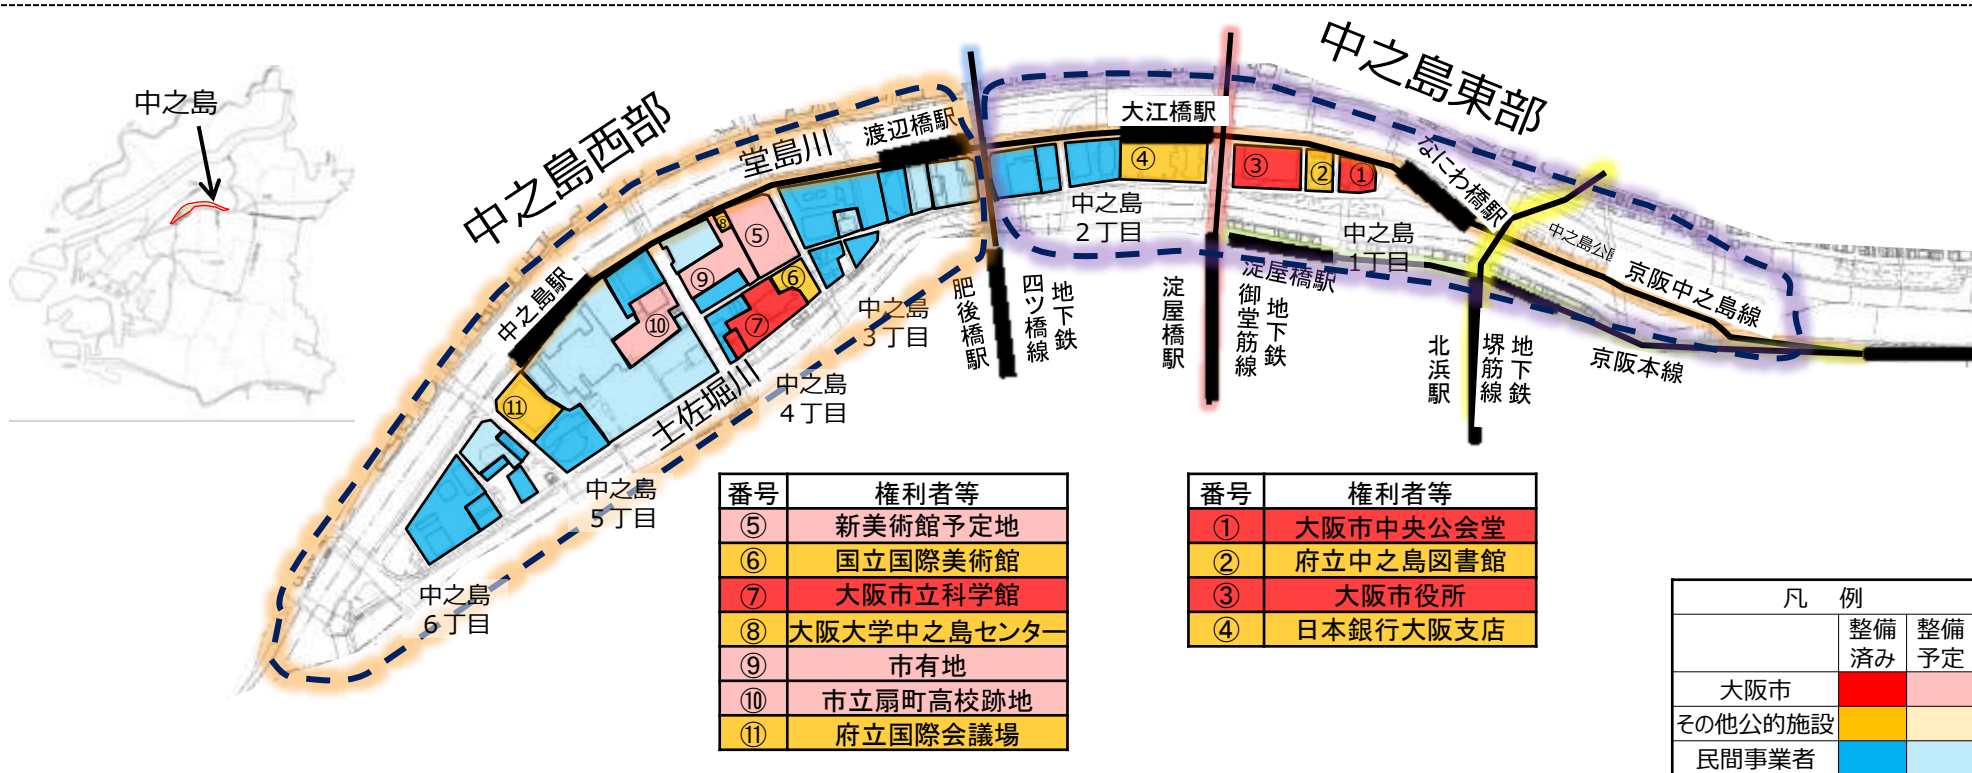 中之島
中之島西部
中之島東部
堂島川
渡辺橋駅
大江橋駅
なにわ橋駅
中之島駅
土佐堀川
④
③
②
①
⑧
⑤
⑨
⑥
⑩
⑦
⑪
中之島
2丁目
中之島
1丁目
中之島公園
中之島
3丁目
中之島
4丁目
中之島
5丁目
中之島
6丁目
肥後橋駅
地下鉄
四ツ橋線
淀屋橋駅
淀屋橋駅
地下鉄
御堂筋線
北浜駅
地下鉄
堺筋線
京阪中之島線
京阪本線
番号 権利者等
⑤ 新美術館予定地
⑥ 国立国際美術館
⑦ 大阪市立科学館
⑧ 大阪大学中之島センター
⑨ 市有地
⑩ 市立扇町高校跡地
⑪ 府立国際会議場
番号 権利者等
① 大阪市中央公会堂
② 府立中之島図書館
③ 大阪市役所
④ 日本銀行大阪支店
凡 例
整備済み 整備予定
大阪市
その他公的施設
民間事業者